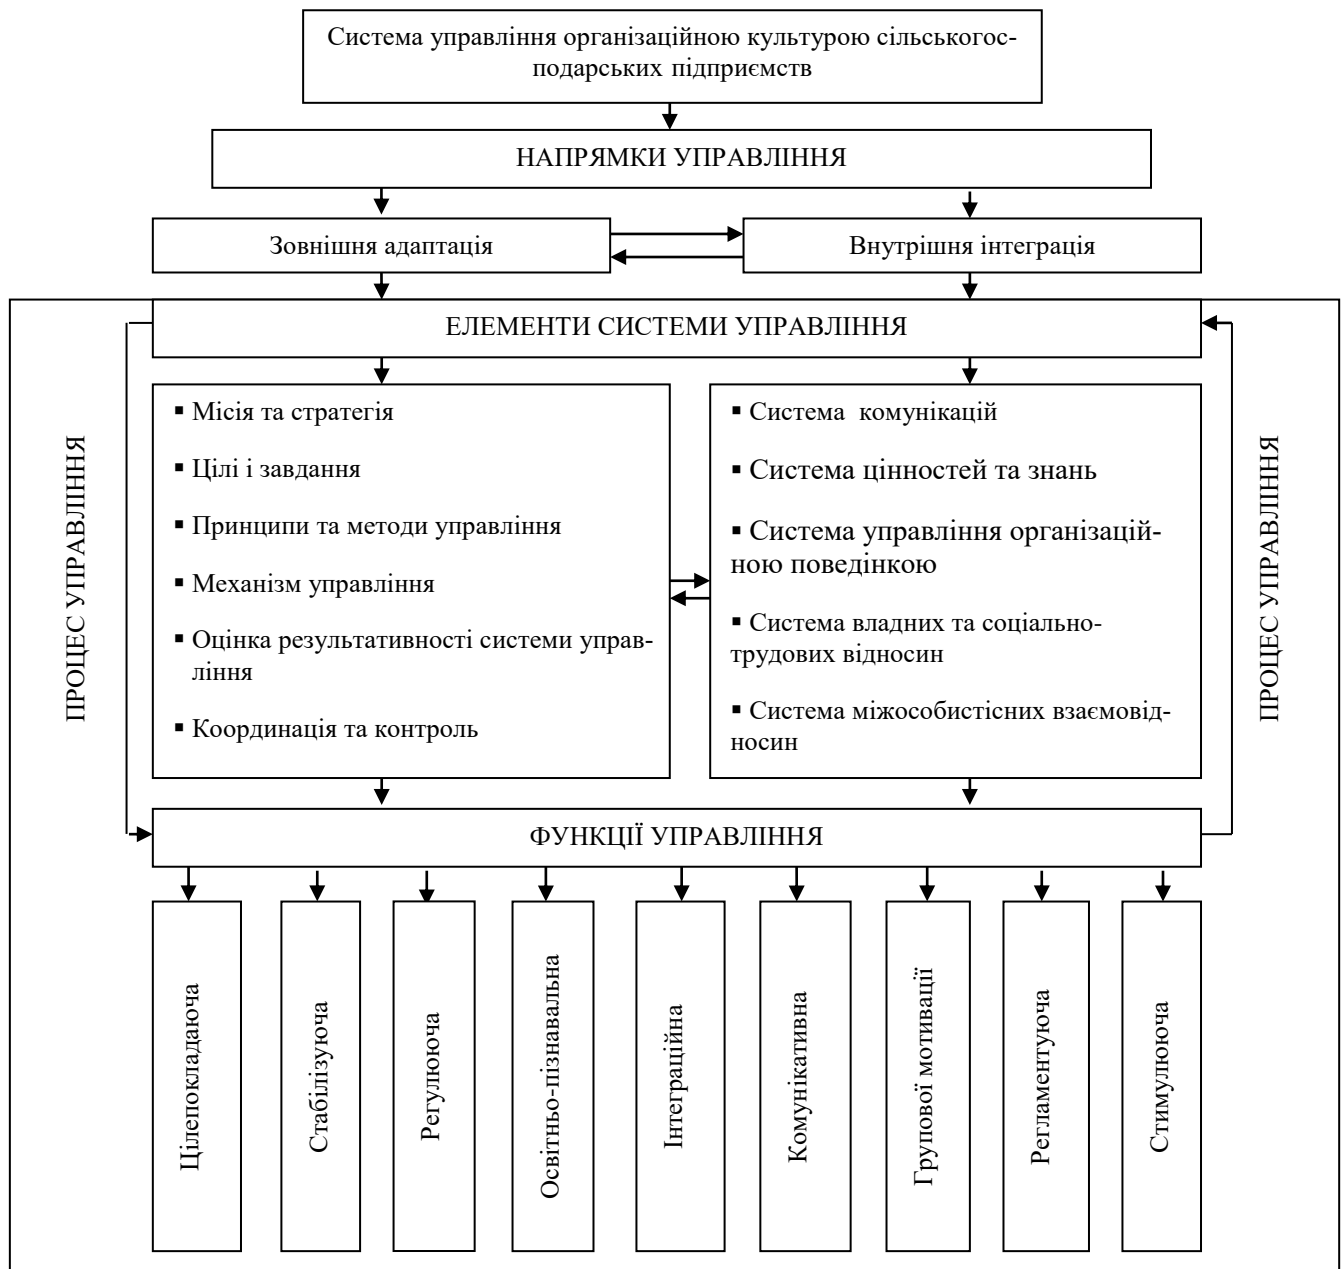 Система управління організаційною культурою сільськогос-
подарських підприємств
НАПРЯМКИ УПРАВЛІННЯ
Зовнішня адаптація
Внутрішня інтеграція
ЕЛЕМЕНТИ СИСТЕМИ УПРАВЛІННЯ
ПРОЦЕС УПРАВЛІННЯ
▪ Місія та стратегія
▪ Цілі і завдання
▪ Принципи та методи управління
▪ Механізм управління
▪ Оцінка результативності системи управ-
ління
▪ Координація та контроль
▪ Система комунікацій
▪ Система цінностей та знань
▪ Система управління організацій-
ною поведінкою
▪ Система владних та соціально-
трудових відносин
▪ Система міжособистісних взаємовід-
носин
ПРОЦЕС УПРАВЛІННЯ
ФУНКЦІЇ УПРАВЛІННЯ
Цілепокладаюча
Стабілізуюча
Регулююча
Освітньо-пізнавальна
Інтеграційна
Комунікативна
Групової мотивації
Регламентуюча
Стимулююча